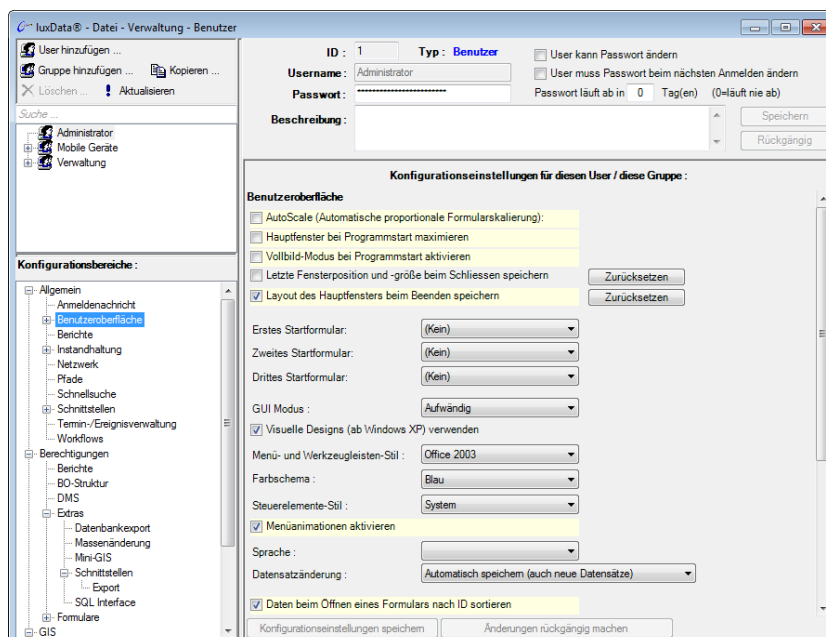 luxData® - Datei - Verwaltung - Benutzer
User hinzufügen ...
Gruppe hinzufügen ...
Kopieren ...
Löschen ...
Aktualisieren
Suche ...
Administrator
Mobile Geräte
Verwaltung
ID :
1
Typ :
Benutzer
Username :
Administrator
Passwort:
*************************
Beschreibung :
User kann Passwort ändern
User muss Passwort beim nächsten Anmelden ändern
Passwort läuft ab in
0
Tag(en)
(0=läuft nie ab)
Speichern
Rückgängig
Konfigurationsbereiche :
Allgemein
Anmeldenachricht
Benutzeroberfläche
Berichte
Instandhaltung
Netzwerk
Pfade
Schnellsuche
Schnittstellen
Termin-/Ereignisverwaltung
Workflows
Berechtigungen
Berichte
BO-Struktur
DMS
Extras
Datenbankexport
Massenänderung
Mini-GIS
Schnittstellen
Export
SQL Interface
Formulare
GIS
Konfigurationseinstellungen für diesen User / diese Gruppe :
Benutzeroberfläche
AutoScale (Automatische proportionale Formularskalierung):
Hauptfenster bei Programmstart maximieren
Vollbild-Modus bei Programmstart aktivieren
Letzte Fensterposition und -größe beim Schliessen speichern
Zurücksetzen
Layout des Hauptfensters beim Beenden speichern
Zurücksetzen
Erstes Startformular:
(Kein)
Zweites Startformular:
(Kein)
Drittes Startformular:
(Kein)
GUI Modus :
Aufwändig
Visuelle Designs (ab Windows XP) verwenden
Menü- und Werkzeugleisten-Stil :
Office 2003
Farbschema :
Blau
Steuerelemente-Stil :
System
Menüanimationen aktivieren
Sprache :
Datensatzänderung :
Automatisch speichern (auch neue Datensätze)
Daten beim Öffnen eines Formulars nach ID sortieren
Konfigurationseinstellungen speichern
Änderungen rückgängig machen